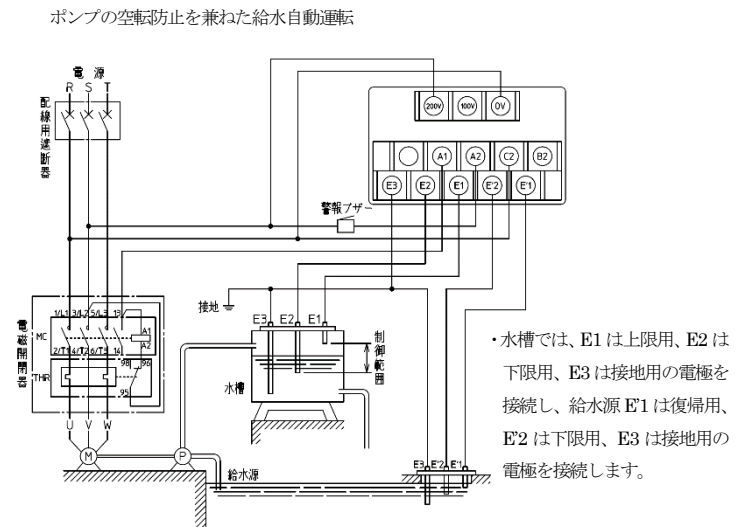 ポンプの空転防止を兼ねた給水自動運転
電 源
R S T
配線用遮断器
200V 100V 0V
A1 A2 C2 B2
E3 E2 E1 E'2 E'1
警報ブザー
接地
電磁開閉器
MC
1/L1 3/L2 5/L3 13
A1
A2
2/T1 4/T2 6/T3 14
THR
98 96
95
U V W
M
P
E3 E2 E1
制御範囲
水槽
給水源
E3 E'2 E'1
・水槽では、E1 は上限用、E2 は
下限用、E3 は接地用の電極を
接続し、給水源 E'1 は復帰用、
E'2 は下限用、E3 は接地用の
電極を接続します。